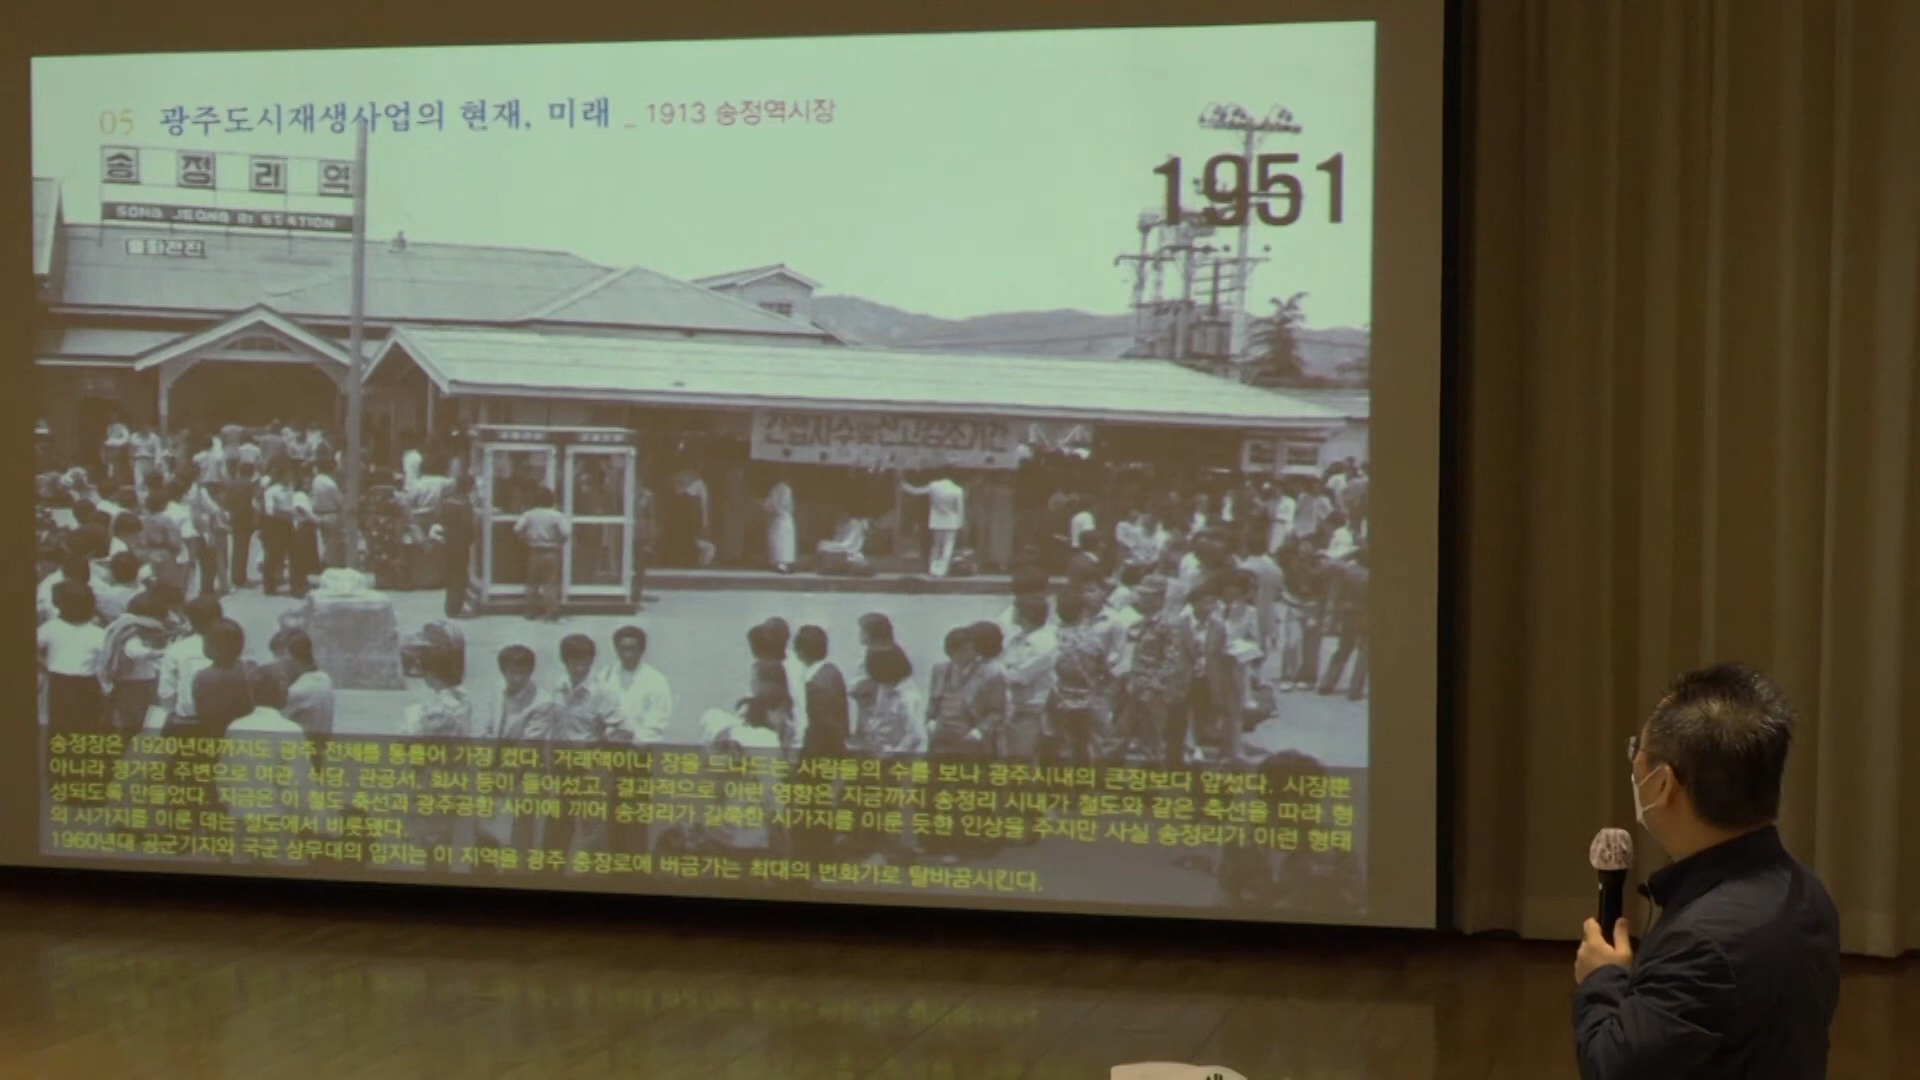 05 광주도시재생사업의 현재, 미래 _ 1913 송정역시장
1951
송 정 리 역
SONG JEONG RI STATION
건널사 수및신고강조기간
송정장은 1920년대까지도 광주 전체를 통틀어 가장 컸다. 거래액이나 장을 드나드는 사람들의 수를 보나 광주시내의 큰장보다 앞섰다. 시장뿐
아니라 정거장 주변으로 여관, 식당, 관공서, 회사 등이 들어섰고, 결과적으로 이런 영향은 지금까지 송정리 시내가 철도와 같은 축선을 따라 형
성되도록 만들었다. 지금은 이 철도 축선과 광주공항 사이에 끼어 송정리가 길쭉한 시가지를 이룬 듯한 인상을 주지만 사실 송정리가 이런 형태
의 시가지를 이룬 데는 철도에서 비롯됐다.
1960년대 공군기지와 국군 상무대의 입지는 이 지역을 광주 충장로에 버금가는 최대의 번화가로 탈바꿈시킨다.